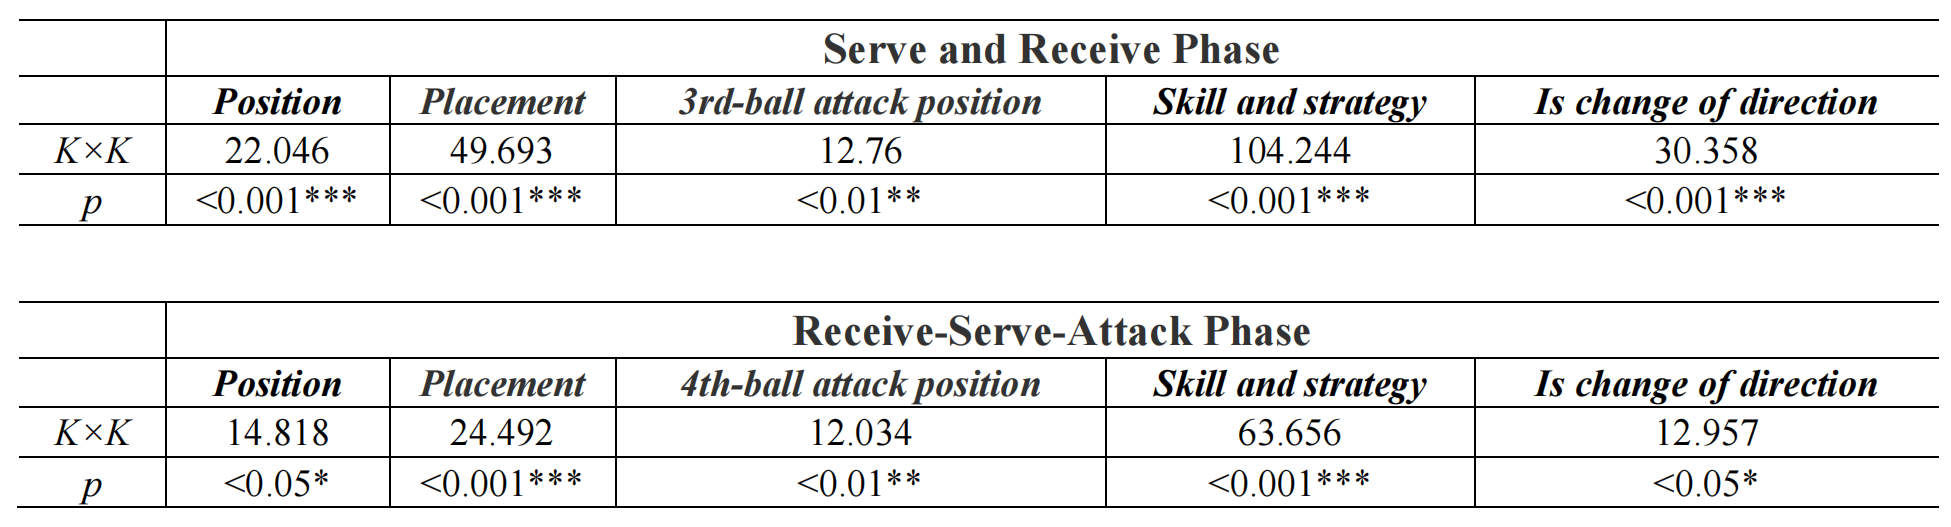 Serve and Receive Phase
Position Placement 3rd-ball attack position Skill and strategy Is change of direction
K×K 22.046 49.693 12.76 104.244 30.358
p <0.001*** <0.001*** <0.01** <0.001*** <0.001***
Receive-Serve-Attack Phase
Position Placement 4th-ball attack position Skill and strategy Is change of direction
K×K 14.818 24.492 12.034 63.656 12.957
p <0.05* <0.001*** <0.01** <0.001*** <0.05*